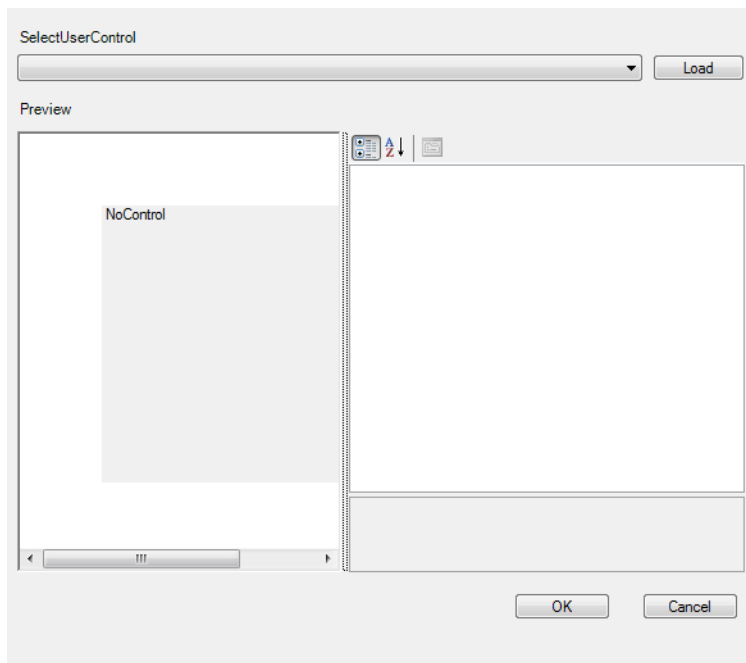 SelectUserControl
Load
Preview
A
Z
NoControl
OK
Cancel